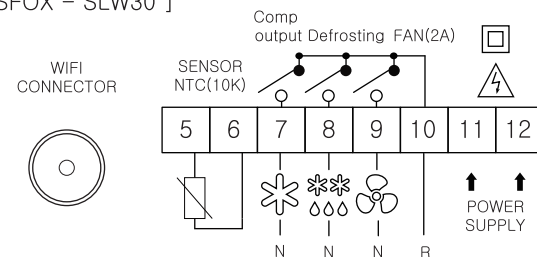 SFOX - SLW30 ]
Comp
output Defrosting FAN(2A)
WIFI
CONNECTOR
SENSOR
NTC(10K)
5 6 7 8 9 10 11 12
POWER
SUPPLY
N N N R